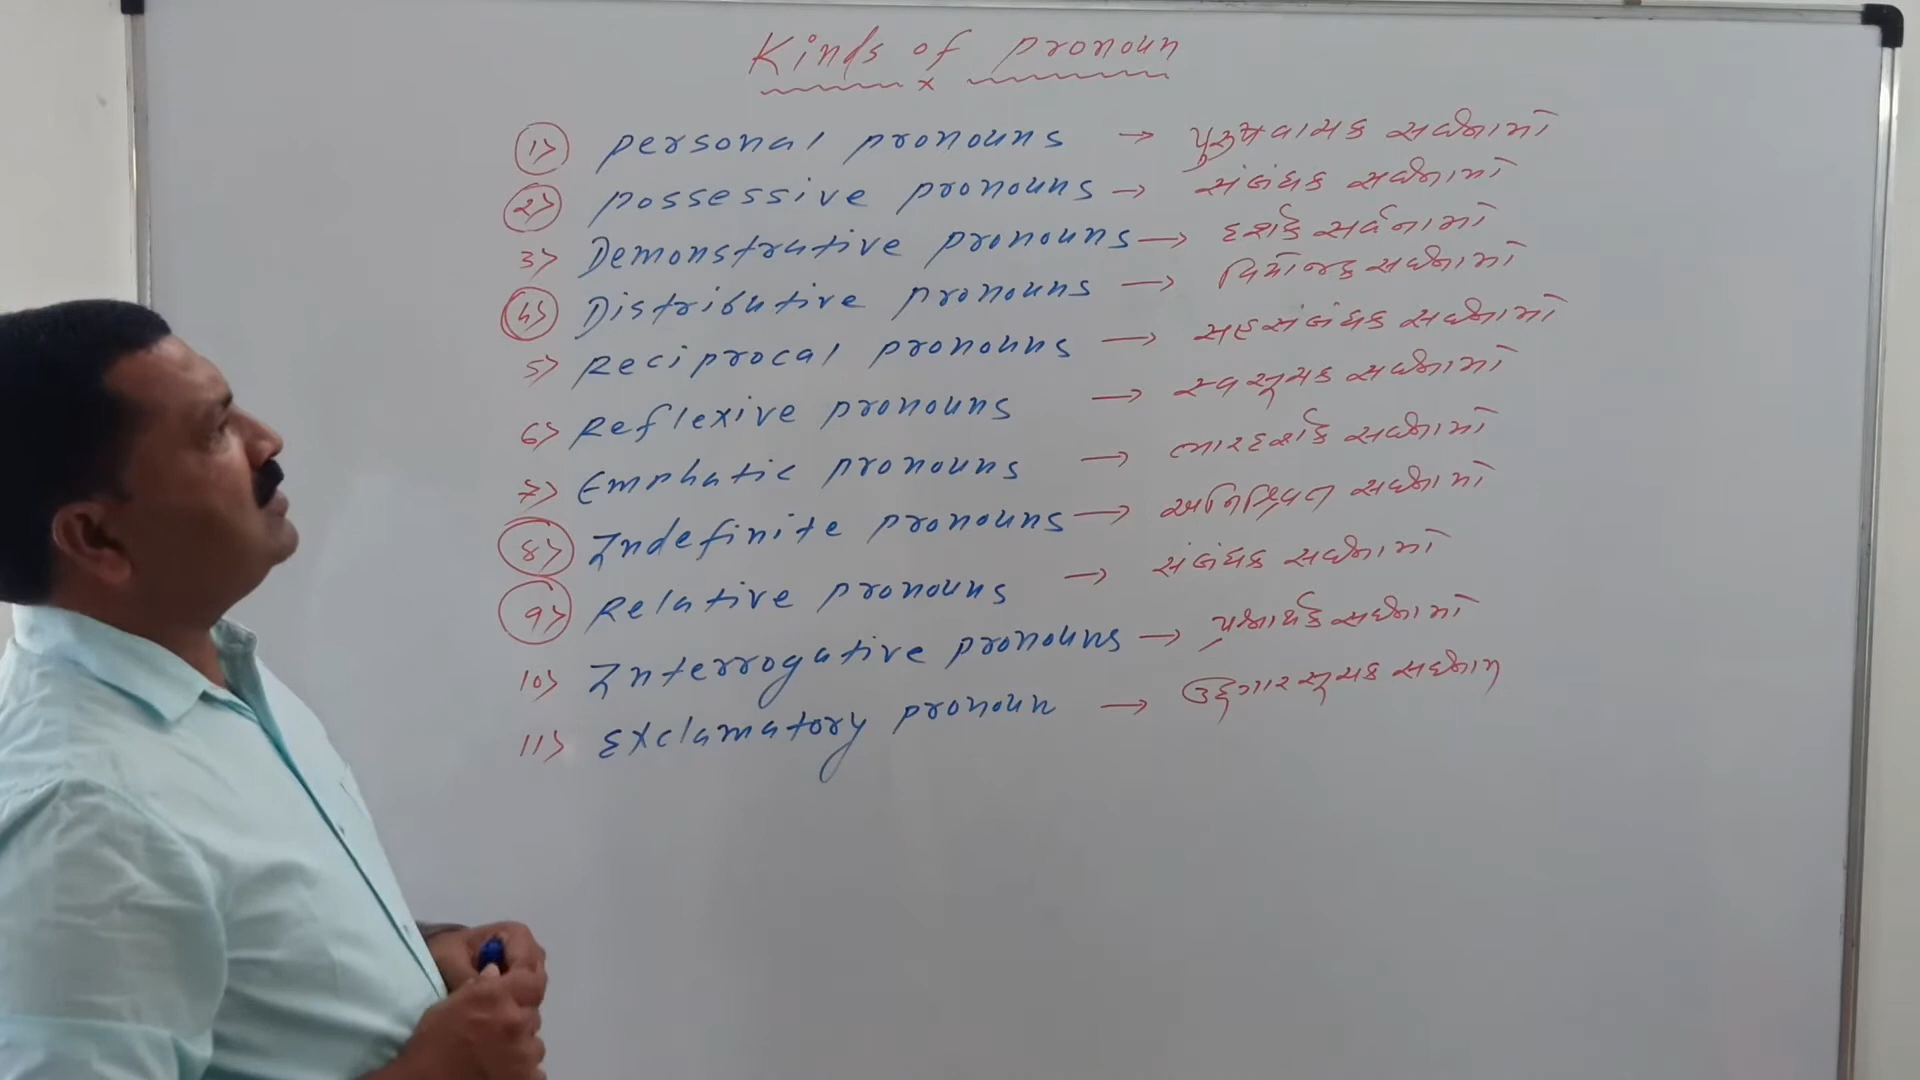 Kinds of pronoun
x
1> personal pronouns → પુરુષવાચક સર્વનામો
2> possessive pronouns → સંબંધક સર્વનામો
3> Demonstrative pronouns → દર્શક સર્વનામો
4> Distributive pronouns → વિભાજક સર્વનામો
5> Reciprocal pronouns → સહસંબંધક સર્વનામો
6> Reflexive pronouns → સ્વસૂચક સર્વનામો
7> Emphatic pronouns → ભારદર્શક સર્વનામો
8> Indefinite pronouns → અનિશ્ચિત સર્વનામો
9> Relative pronouns → સંબંધક સર્વનામો
10> Interrogative pronouns → પ્રશ્નાર્થક સર્વનામો
11> Exclamatory pronoun → ઉદ્દગાર સૂચક સર્વનામ